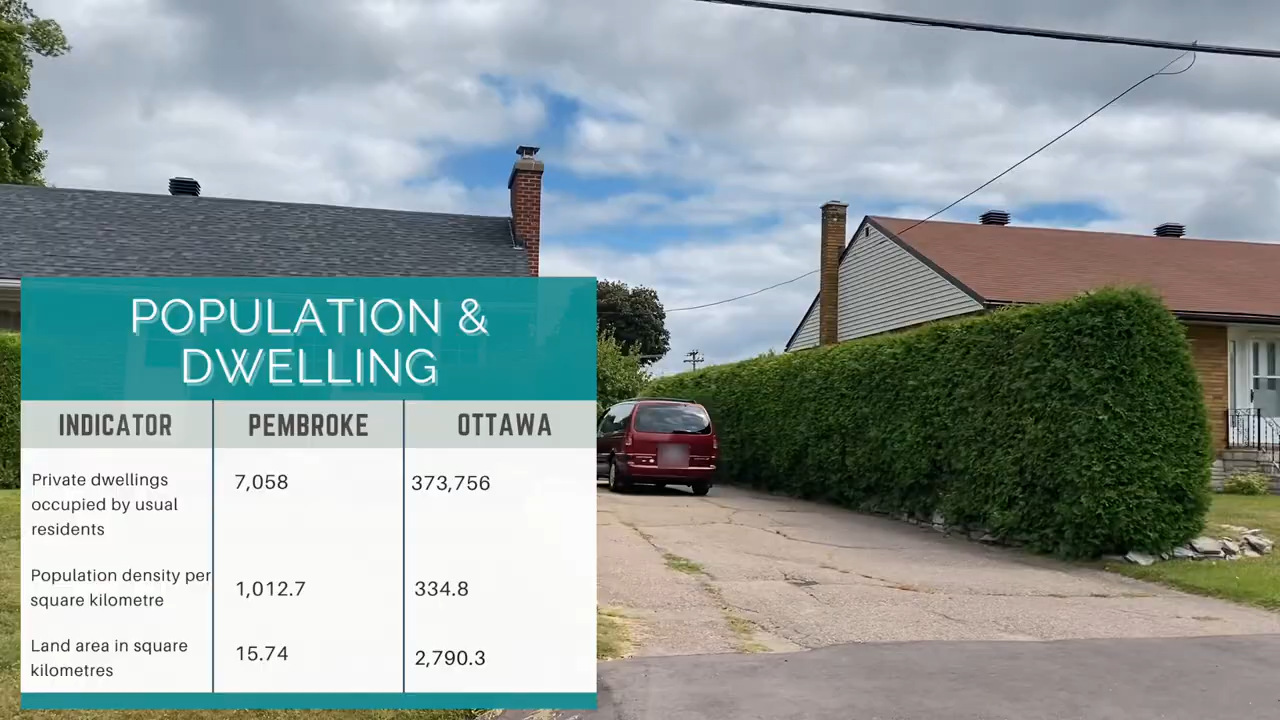 POPULATION &
DWELLING
INDICATOR PEMBROKE OTTAWA
Private dwellings
occupied by usual
residents
7,058 373,756
Population density per
square kilometre
1,012.7 334.8
Land area in square
kilometres
15.74 2,790.3